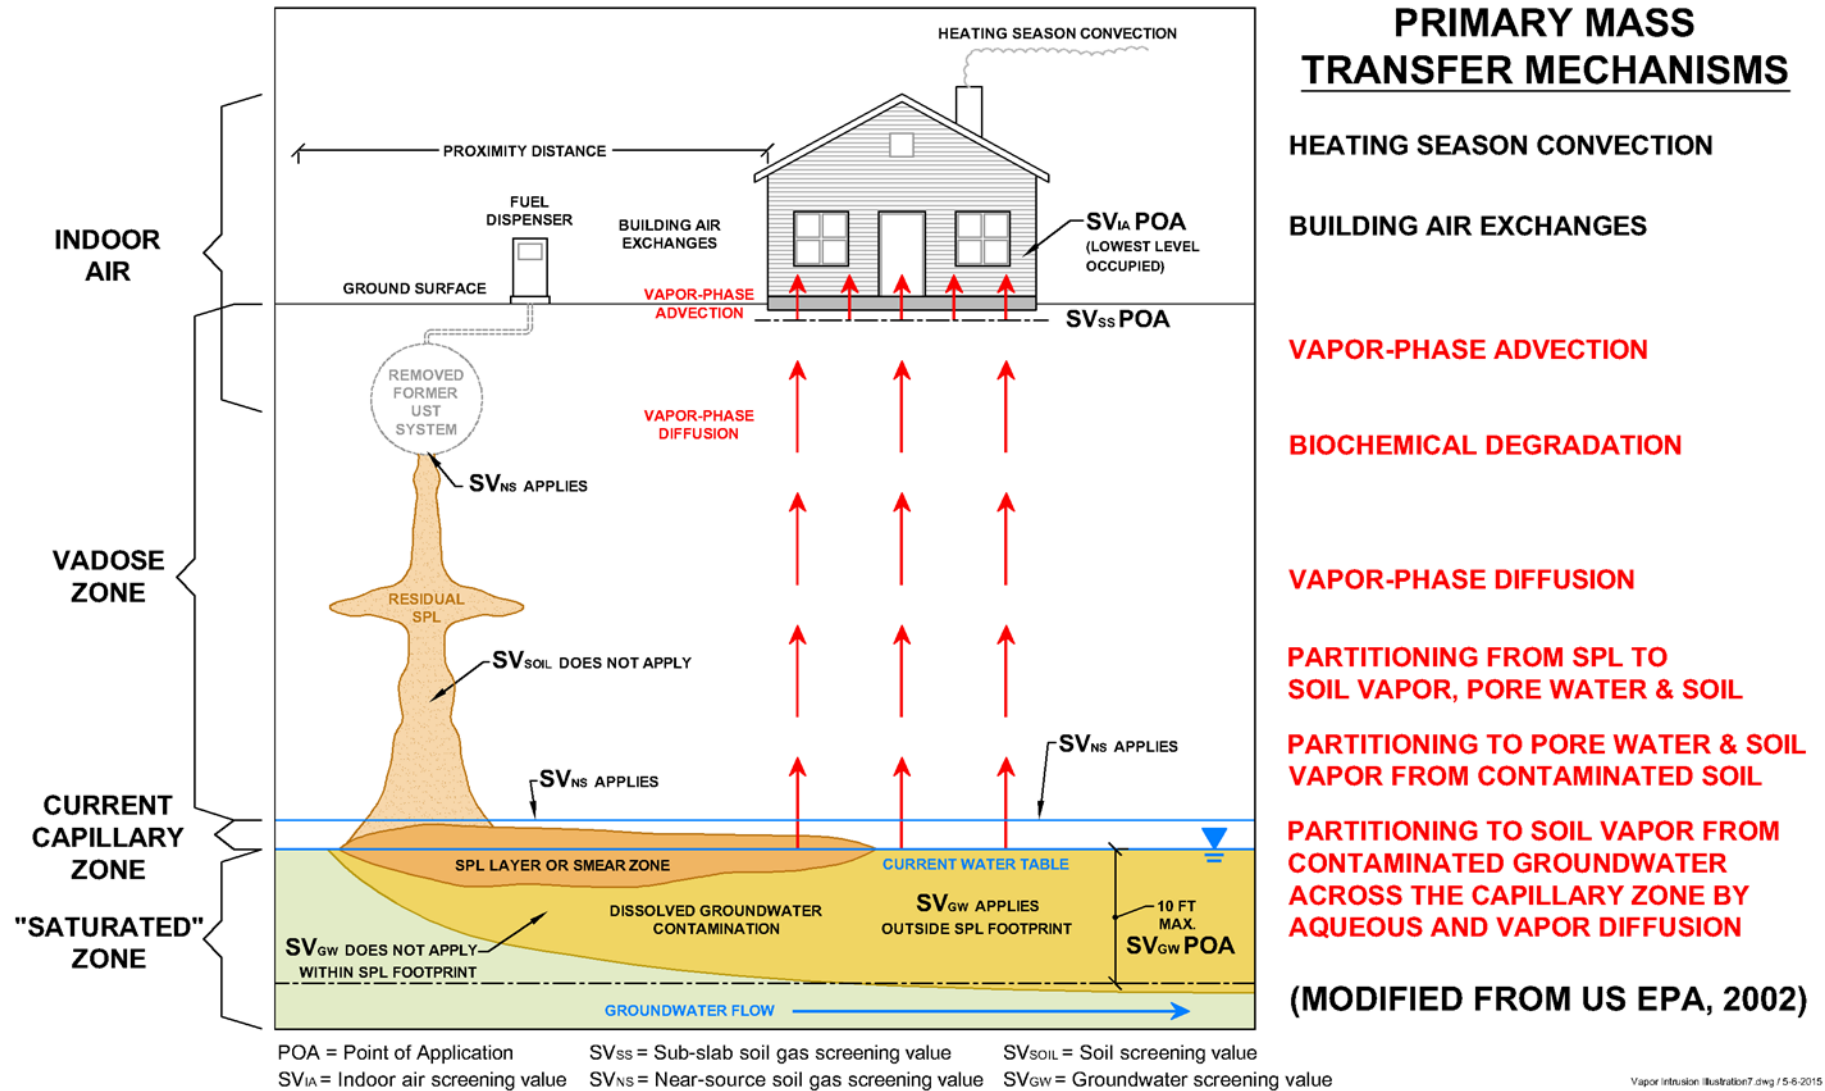 PRIMARY MASS
TRANSFER MECHANISMS
HEATING SEASON CONVECTION
BUILDING AIR EXCHANGES
VAPOR-PHASE ADVECTION
BIOCHEMICAL DEGRADATION
VAPOR-PHASE DIFFUSION
PARTITIONING FROM SPL TO
SOIL VAPOR, PORE WATER & SOIL
PARTITIONING TO PORE WATER & SOIL
VAPOR FROM CONTAMINATED SOIL
PARTITIONING TO SOIL VAPOR FROM
CONTAMINATED GROUNDWATER
ACROSS THE CAPILLARY ZONE BY
AQUEOUS AND VAPOR DIFFUSION
(MODIFIED FROM US EPA, 2002)
INDOOR
AIR
VADOSE
ZONE
CURRENT
CAPILLARY
ZONE
"SATURATED"
ZONE
HEATING SEASON CONVECTION
PROXIMITY DISTANCE
FUEL
DISPENSER
BUILDING AIR
EXCHANGES
SVIA POA
(LOWEST LEVEL
OCCUPIED)
GROUND SURFACE
VAPOR-PHASE
ADVECTION
SVSS POA
REMOVED
FORMER
UST
SYSTEM
VAPOR-PHASE
DIFFUSION
SVNS APPLIES
RESIDUAL
SPL
SVSOIL DOES NOT APPLY
SVNS APPLIES
SVNS APPLIES
SPL LAYER OR SMEAR ZONE
CURRENT WATER TABLE
DISSOLVED GROUNDWATER
CONTAMINATION
SVGW APPLIES
OUTSIDE SPL FOOTPRINT
10 FT
MAX.
SVGW POA
SVGW DOES NOT APPLY
WITHIN SPL FOOTPRINT
GROUNDWATER FLOW
POA = Point of Application
SVSS = Sub-slab soil gas screening value
SVSOIL = Soil screening value
SVIA = Indoor air screening value
SVNS = Near-source soil gas screening value
SVGW = Groundwater screening value
Vapor Intrusion Illustration7.dwg / 5-6-2015